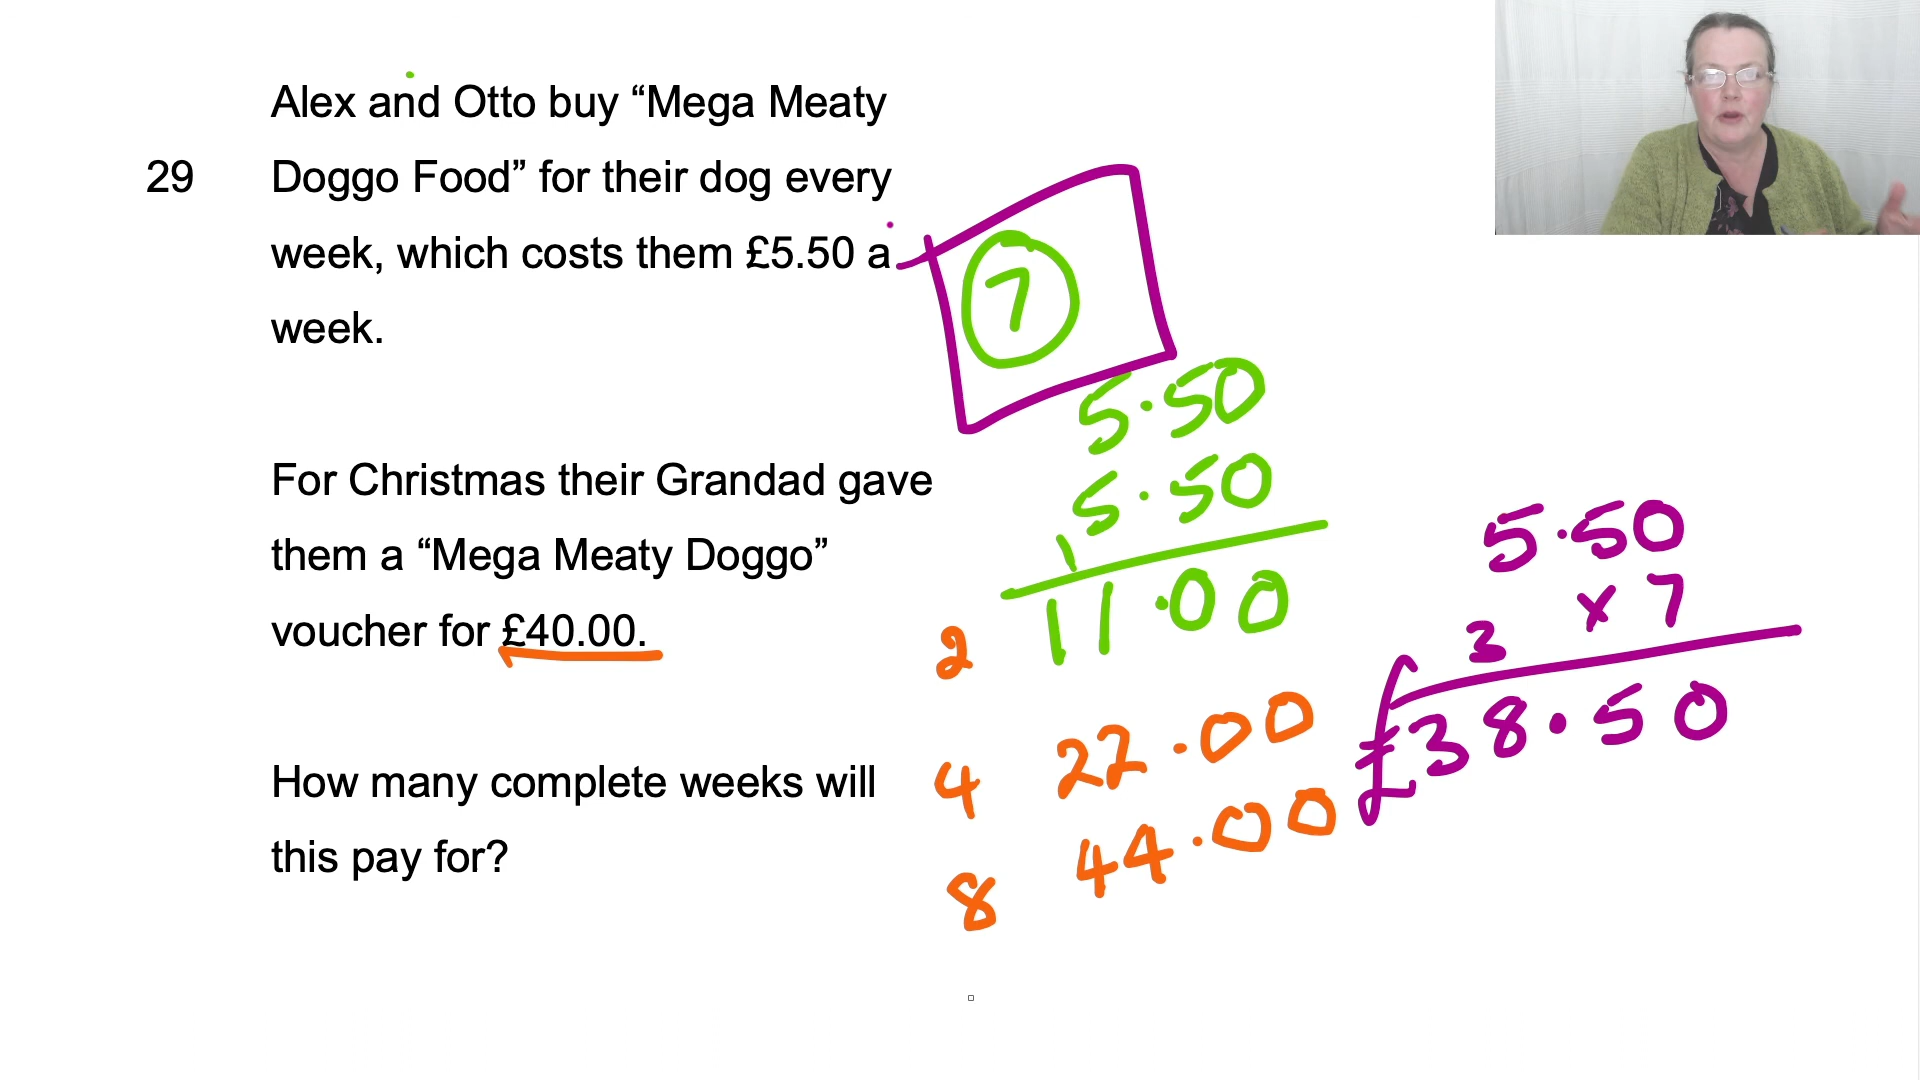 Alex and Otto buy “Mega Meaty
29 Doggo Food” for their dog every
week, which costs them £5.50 a
week.
For Christmas their Grandad gave
them a “Mega Meaty Doggo”
voucher for £40.00.
How many complete weeks will
this pay for?
7
5.50
5.50
1
11.00
2
4 22.00
8 44.00
5.50
x 7
3
£38.50